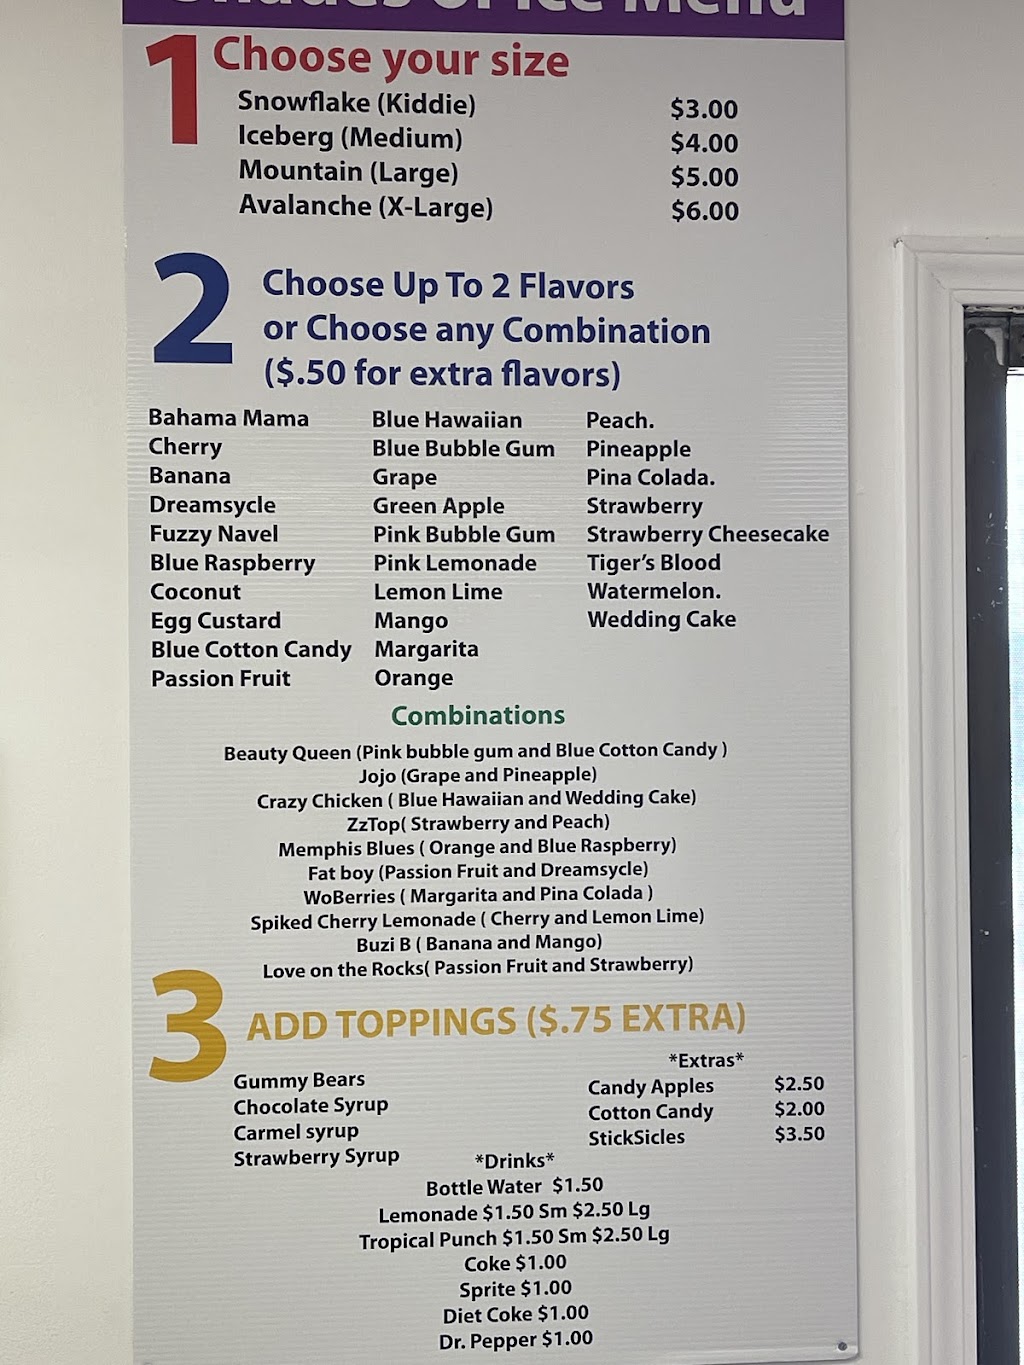 Shades of Ice Menu
1 Choose your size
Snowflake (Kiddie) $3.00
Iceberg (Medium) $4.00
Mountain (Large) $5.00
Avalanche (X-Large) $6.00
2 Choose Up To 2 Flavors
or Choose any Combination
($.50 for extra flavors)
Bahama Mama
Cherry
Banana
Dreamsycle
Fuzzy Navel
Blue Raspberry
Coconut
Egg Custard
Blue Cotton Candy
Passion Fruit
Blue Hawaiian
Blue Bubble Gum
Grape
Green Apple
Pink Bubble Gum
Pink Lemonade
Lemon Lime
Mango
Margarita
Orange
Peach.
Pineapple
Pina Colada.
Strawberry
Strawberry Cheesecake
Tiger's Blood
Watermelon.
Wedding Cake
Combinations
Beauty Queen (Pink bubble gum and Blue Cotton Candy )
Jojo (Grape and Pineapple)
Crazy Chicken ( Blue Hawaiian and Wedding Cake)
ZzTop( Strawberry and Peach)
Memphis Blues ( Orange and Blue Raspberry)
Fat boy (Passion Fruit and Dreamsycle)
WoBerries ( Margarita and Pina Colada )
Spiked Cherry Lemonade ( Cherry and Lemon Lime)
Buzi B ( Banana and Mango)
Love on the Rocks( Passion Fruit and Strawberry)
3 ADD TOPPINGS ($.75 EXTRA)
Gummy Bears
Chocolate Syrup
Carmel syrup
Strawberry Syrup
*Extras*
Candy Apples $2.50
Cotton Candy $2.00
StickSicles $3.50
*Drinks*
Bottle Water $1.50
Lemonade $1.50 Sm $2.50 Lg
Tropical Punch $1.50 Sm $2.50 Lg
Coke $1.00
Sprite $1.00
Diet Coke $1.00
Dr. Pepper $1.00